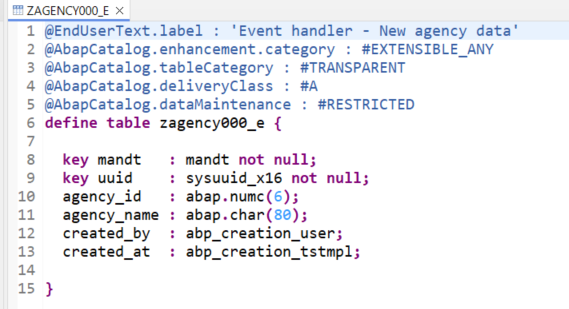 ZAGENCY000_E
1 @EndUserText.label : 'Event handler - New agency data'
2 @AbapCatalog.enhancement.category : #EXTENSIBLE_ANY
3 @AbapCatalog.tableCategory : #TRANSPARENT
4 @AbapCatalog.deliveryClass : #A
5 @AbapCatalog.dataMaintenance : #RESTRICTED
6 define table zagency000_e {
7
8 key mandt : mandt not null;
9 key uuid : sysuuid_x16 not null;
10 agency_id : abap.numc(6);
11 agency_name : abap.char(80);
12 created_by : abp_creation_user;
13 created_at : abp_creation_tstmpl;
14
15 }